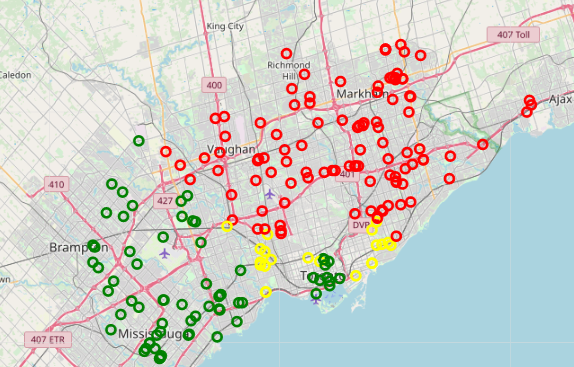 King City
407 Toll
Richmond
Hill
Caledon
400
Markham
Ajax
Vaughan
401
410
427
DVP
Brampton
To
Mississauga
407 ETR